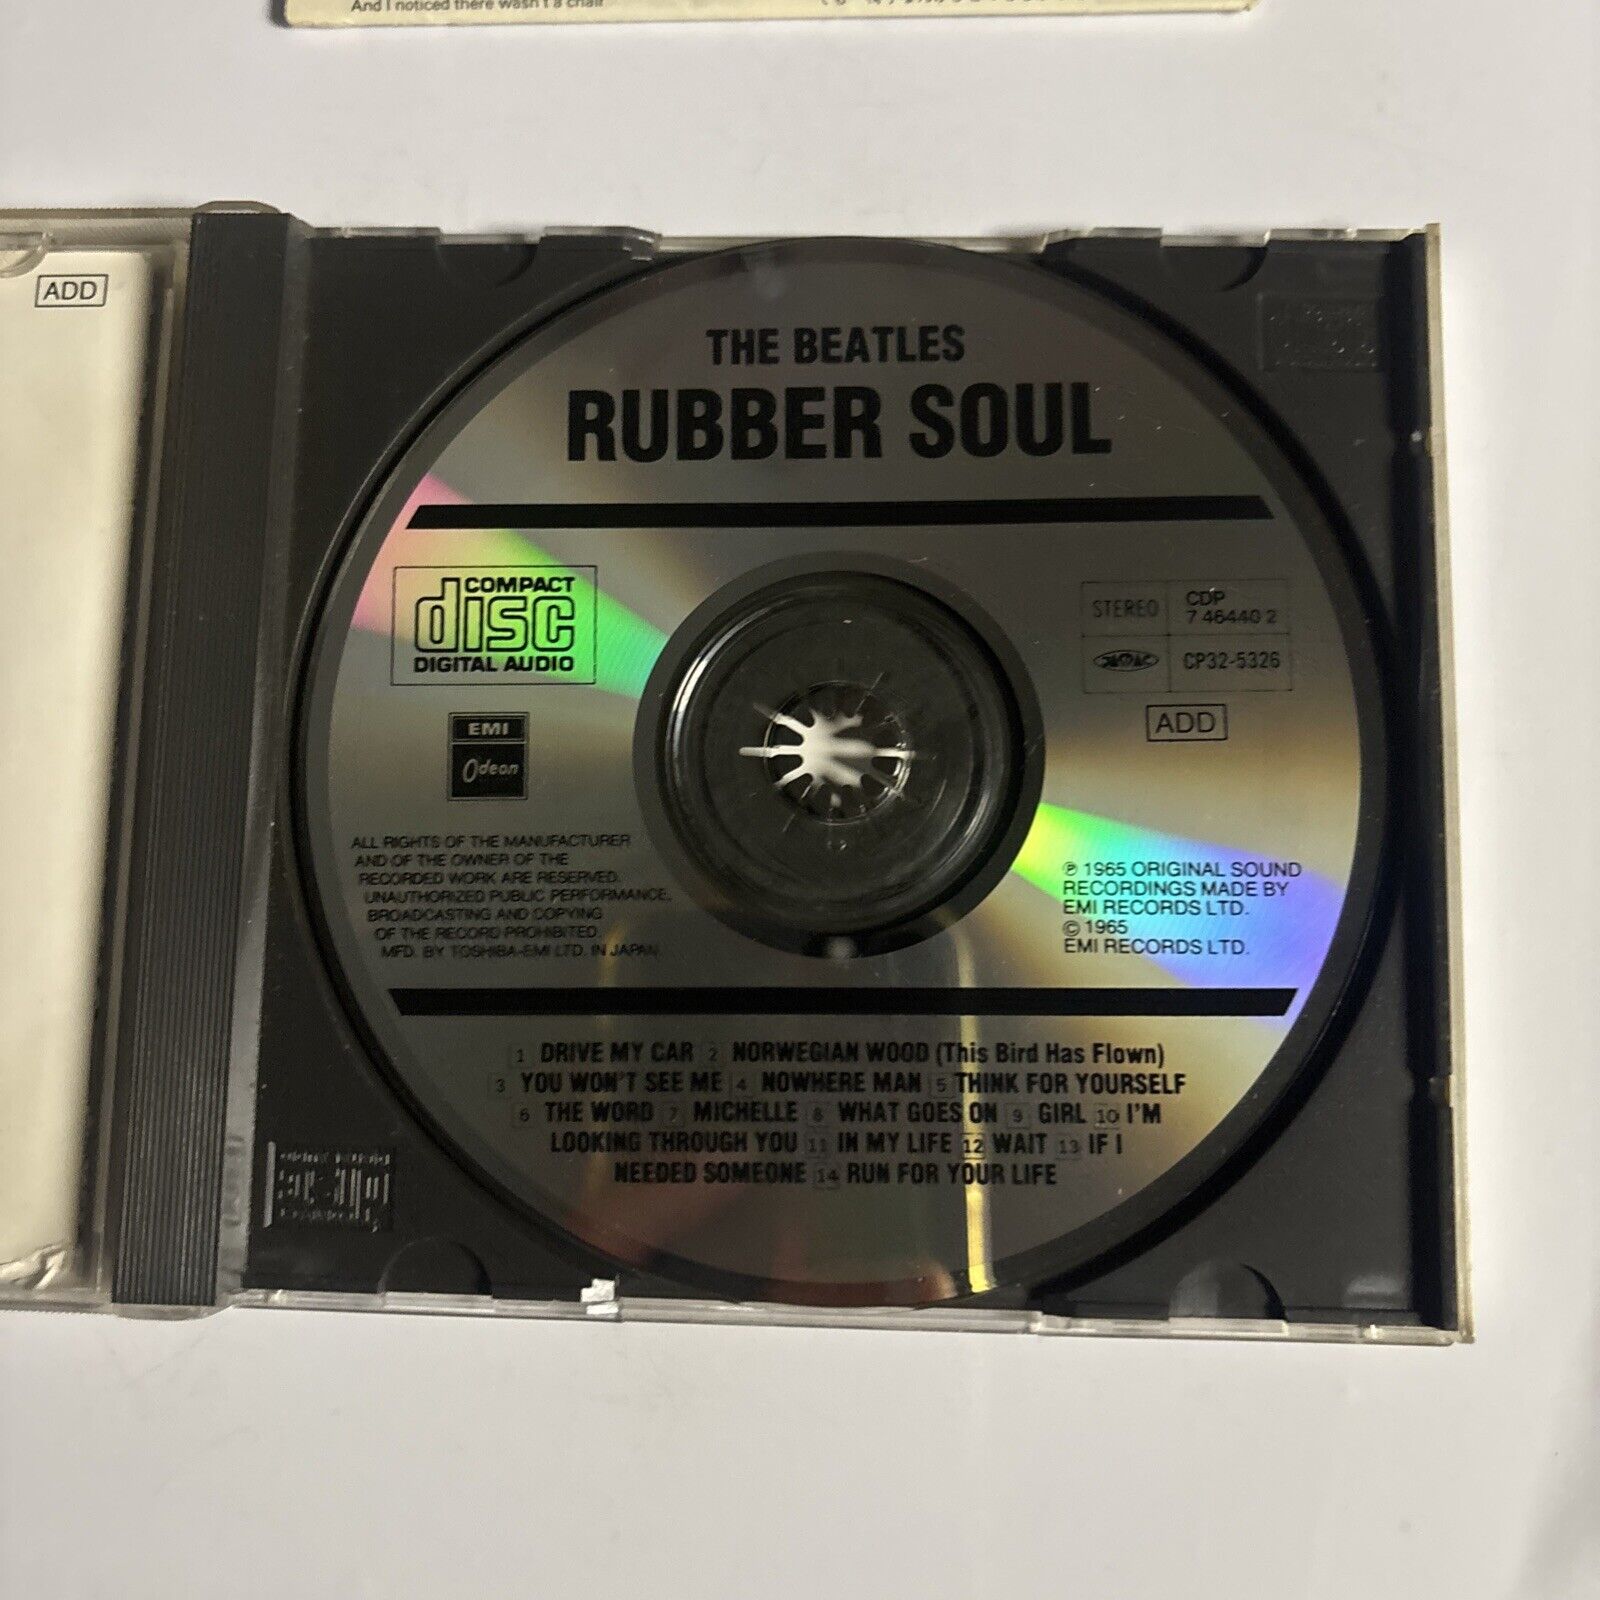 And I noticed there wasn't a chair
ADD
THE BEATLES
RUBBER SOUL
COMPACT
disc
DIGITAL AUDIO
STEREO
CDP
7 46440 2
CP32-5326
ADD
EMI
Odeon
ALL RIGHTS OF THE MANUFACTURER
AND OF THE OWNER OF THE
RECORDED WORK ARE RESERVED.
UNAUTHORIZED PUBLIC PERFORMANCE,
BROADCASTING AND COPYING
OF THE RECORD PROHIBITED.
MFD. BY TOSHIBA-EMI LTD. IN JAPAN.
℗ 1965 ORIGINAL SOUND
RECORDINGS MADE BY
EMI RECORDS LTD.
© 1965
EMI RECORDS LTD.
1 DRIVE MY CAR 2 NORWEGIAN WOOD (This Bird Has Flown)
3 YOU WON'T SEE ME 4 NOWHERE MAN 5 THINK FOR YOURSELF
6 THE WORD 7 MICHELLE 8 WHAT GOES ON 9 GIRL 10 I'M
LOOKING THROUGH YOU 11 IN MY LIFE 12 WAIT 13 IF I
NEEDED SOMEONE 14 RUN FOR YOUR LIFE